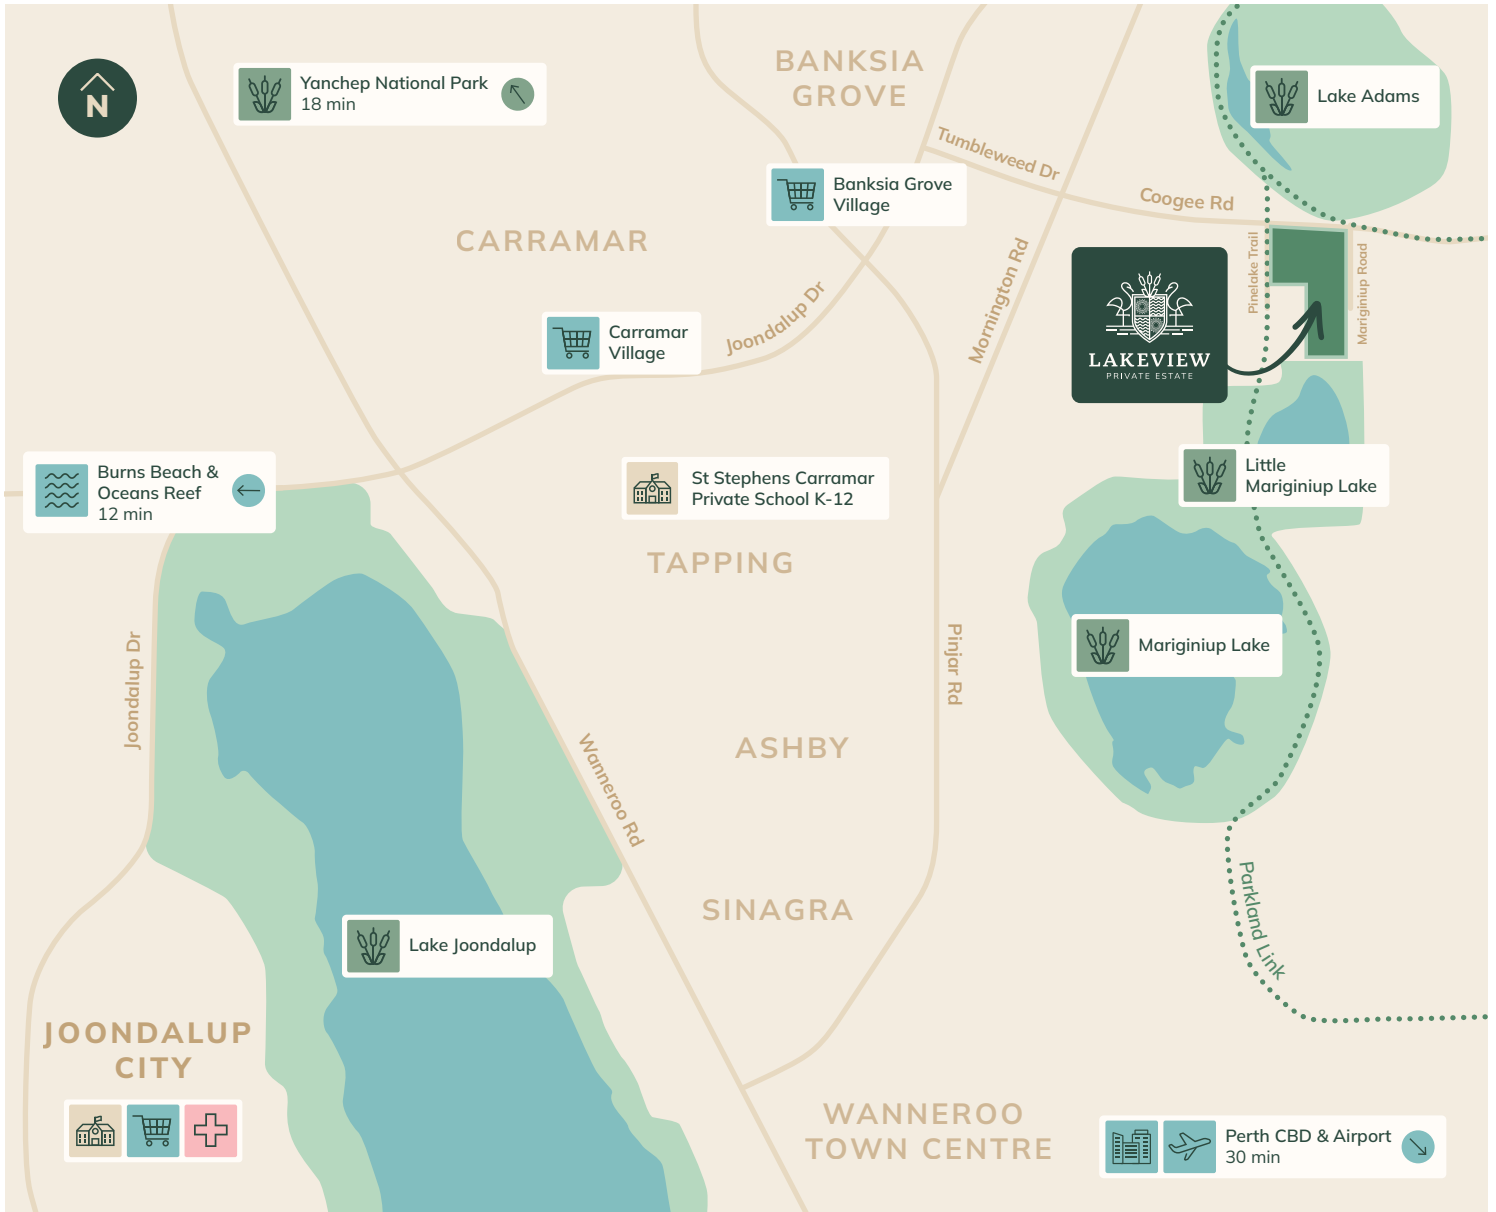 N
Yanchep National Park
18 min
BANKSIA
GROVE
Lake Adams
Tumbleweed Dr
Banksia Grove
Village
Coogee Rd
CARRAMAR
Pinelake Trail
Mariginiup Road
Mornington Rd
Joondalup Dr
Carramar
Village
LAKEVIEW
PRIVATE ESTATE
Burns Beach &
Oceans Reef
12 min
St Stephens Carramar
Private School K-12
Little
Mariginiup Lake
TAPPING
Mariginiup Lake
Joondalup Dr
Pinjar Rd
ASHBY
Wanneroo Rd
SINAGRA
Parkland Link
Lake Joondalup
JOONDALUP
CITY
WANNEROO
TOWN CENTRE
Perth CBD & Airport
30 min